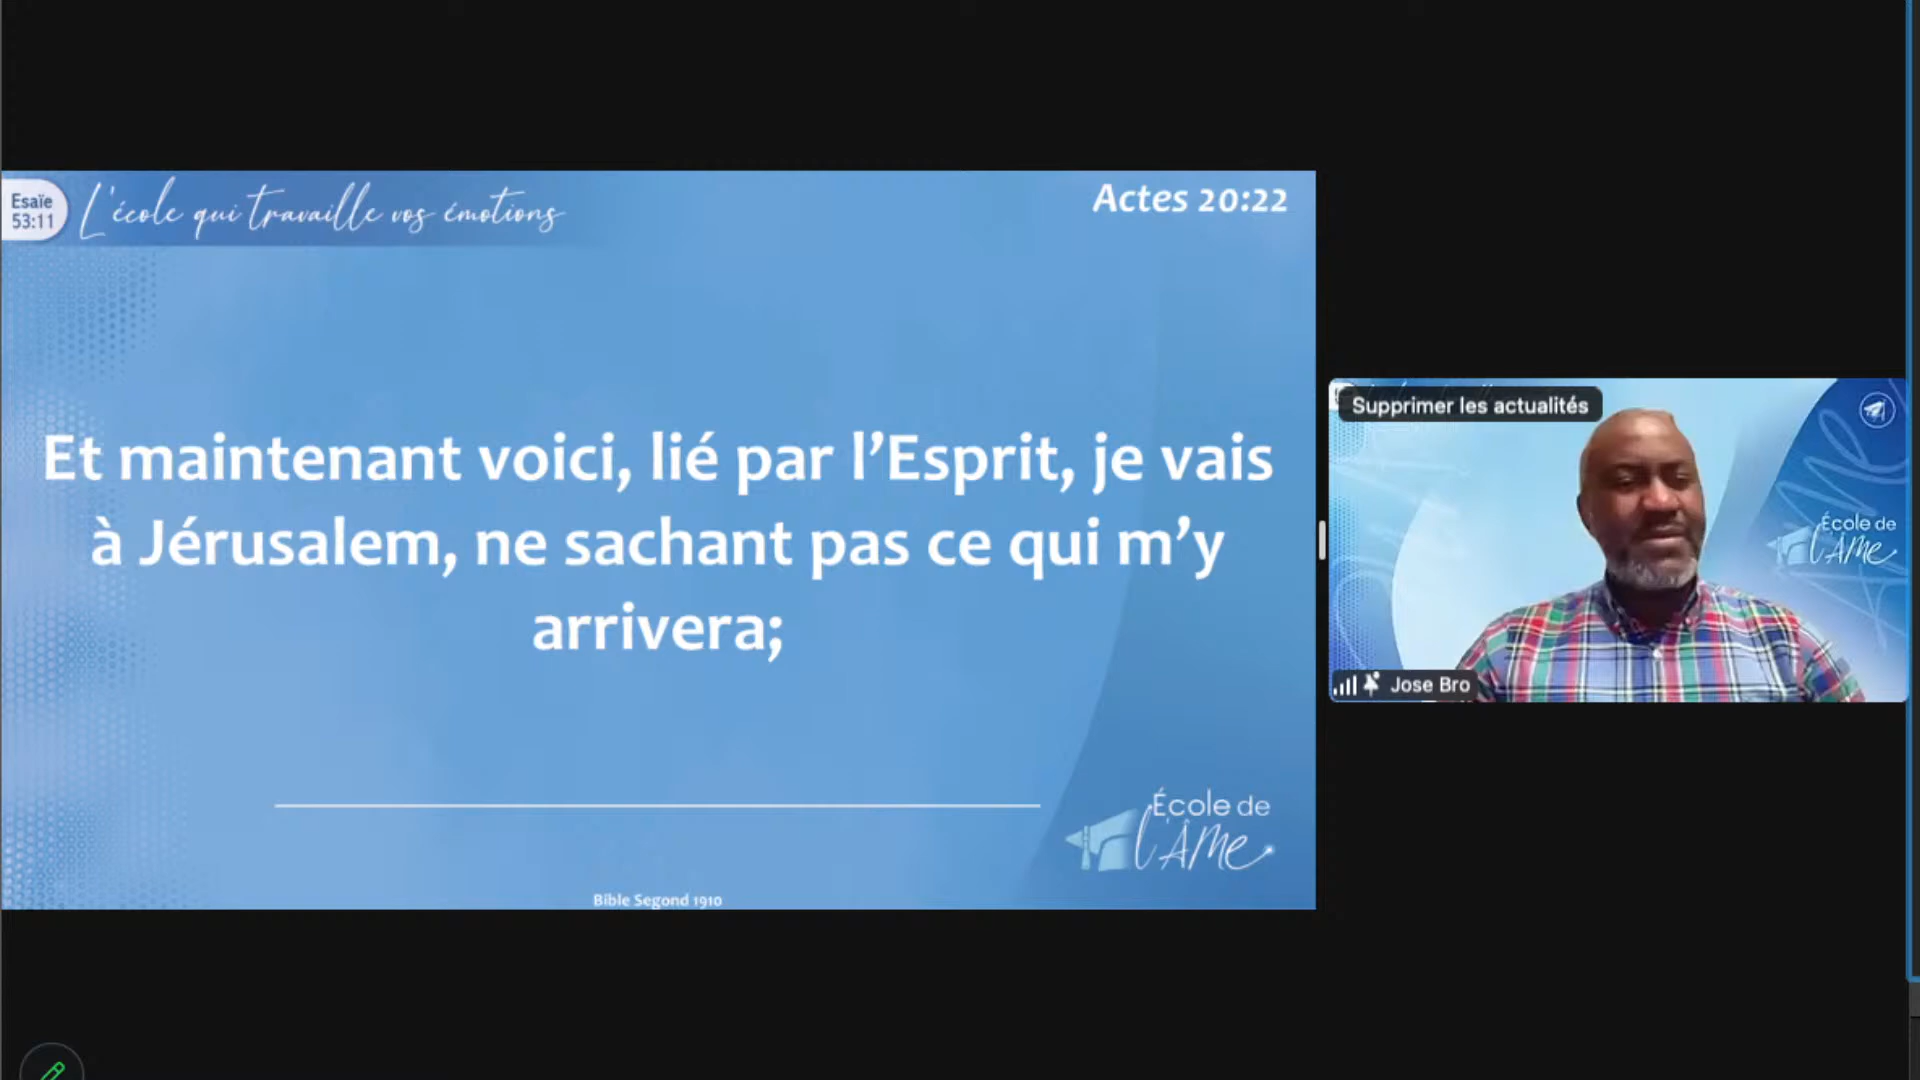 Esaïe
53:11
L'école qui travaille vos émotions
Actes 20:22
Et maintenant voici, lié par l’Esprit, je vais
à Jérusalem, ne sachant pas ce qui m’y
arrivera;
École de
l'Âme
Bible Segond 1910
Supprimer les actualités
École de
l'Âme
Jose Bro